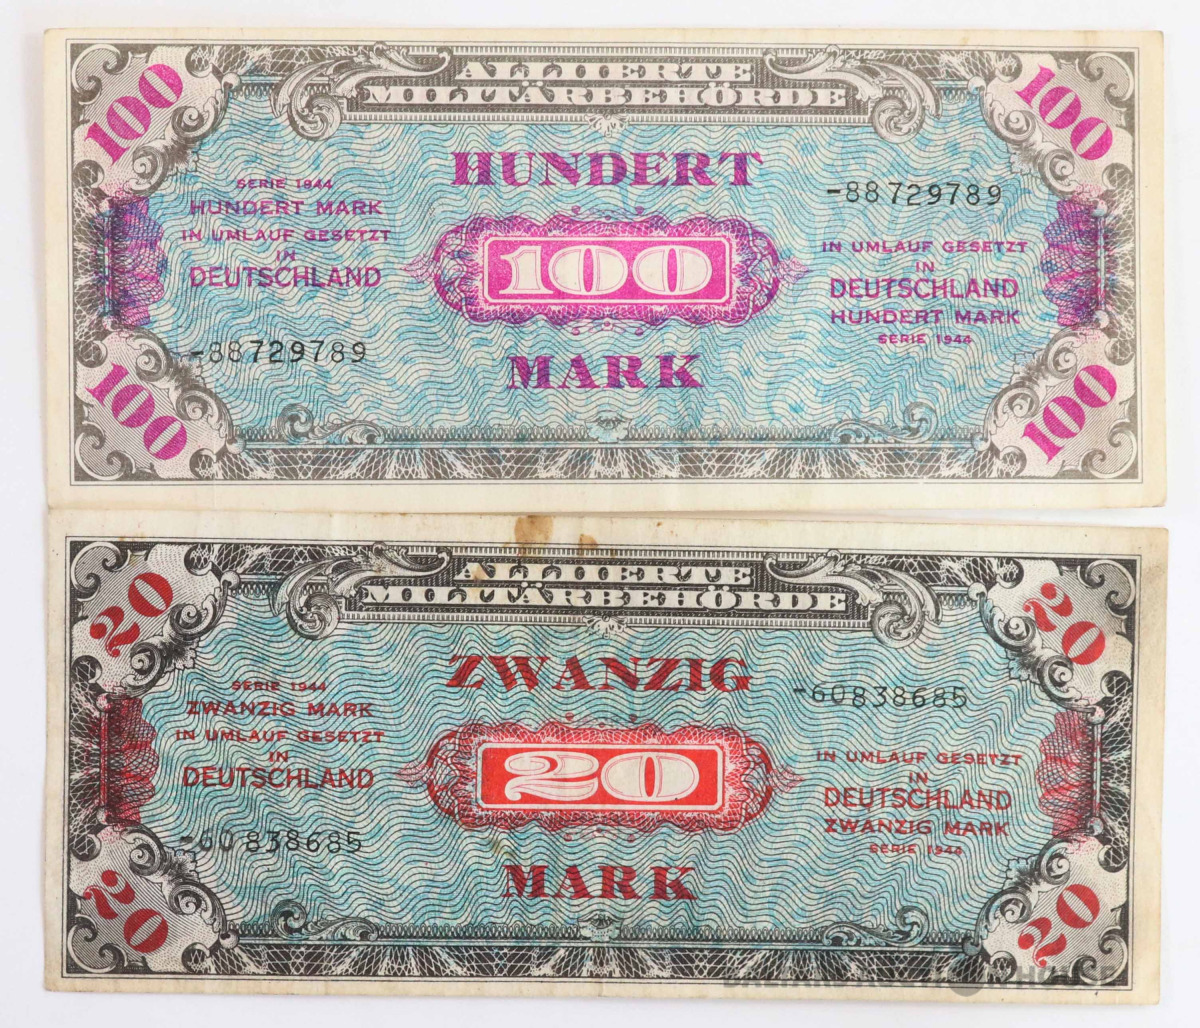 100
ALLIIERTE
MILITÄRBEHÖRDE
100
HUNDERT
SERIE 1944
HUNDERT MARK
IN UMLAUF GESETZT
IN
DEUTSCHLAND
-88729789
100
-88729789
IN UMLAUF GESETZT
IN
DEUTSCHLAND
HUNDERT MARK
SERIE 1944
MARK
100
100
20
ALLIIERTE
MILITÄRBEHÖRDE
20
ZWANZIG
SERIE 1944
ZWANZIG MARK
IN UMLAUF GESETZT
IN
DEUTSCHLAND
-60838685
20
-60838685
IN UMLAUF GESETZT
IN
DEUTSCHLAND
ZWANZIG MARK
SERIE 1944
MARK
20
20